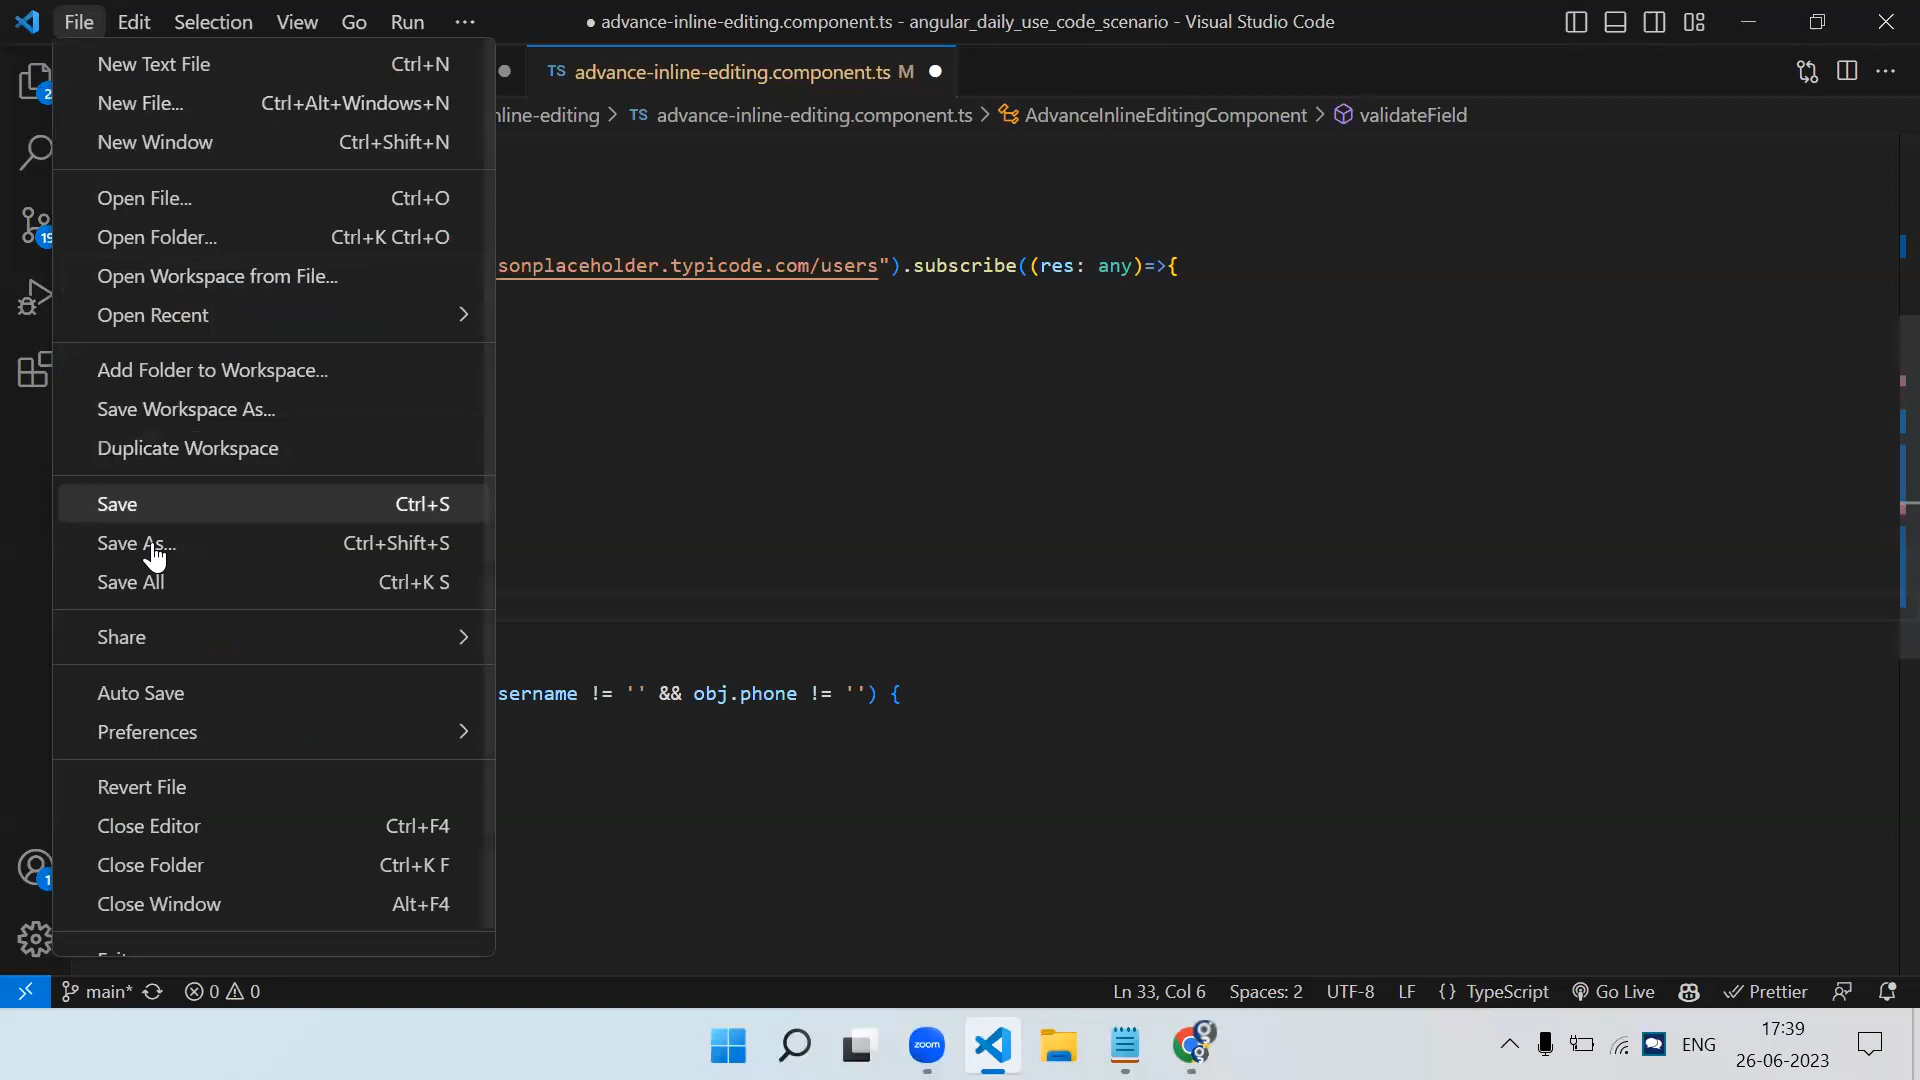 File Edit Selection View Go Run ···
● advance-inline-editing.component.ts - angular_daily_use_code_scenario - Visual Studio Code
TS advance-inline-editing.component.ts M
nline-editing > TS advance-inline-editing.component.ts > AdvanceInlineEditingComponent > validateField
New Text File Ctrl+N
New File... Ctrl+Alt+Windows+N
New Window Ctrl+Shift+N
Open File... Ctrl+O
Open Folder... Ctrl+K Ctrl+O
Open Workspace from File...
Open Recent
Add Folder to Workspace...
Save Workspace As...
Duplicate Workspace
Save Ctrl+S
Save As... Ctrl+Shift+S
Save All Ctrl+K S
Share
Auto Save
Preferences
Revert File
Close Editor Ctrl+F4
Close Folder Ctrl+K F
Close Window Alt+F4
sonplaceholder.typicode.com/users").subscribe((res: any)=>{
sername != '' && obj.phone != '') {
2
19
1
main* 0 0
Ln 33, Col 6 Spaces: 2 UTF-8 LF {} TypeScript Go Live Prettier
zoom
ENG
17:39
26-06-2023